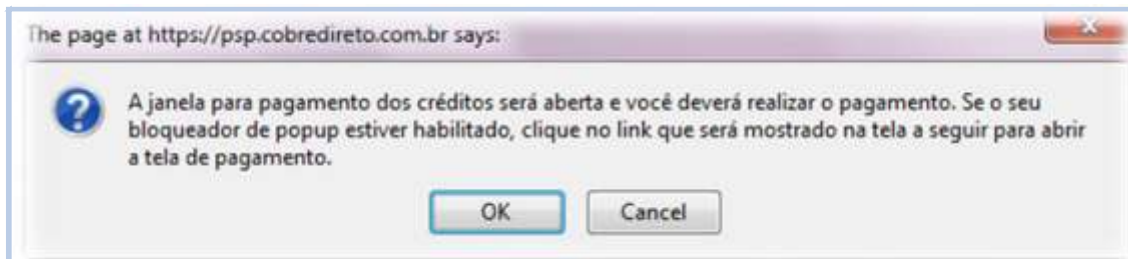 The page at https://psp.cobredireto.com.br says:
A janela para pagamento dos créditos será aberta e você deverá realizar o pagamento. Se o seu
bloqueador de popup estiver habilitado, clique no link que será mostrado na tela a seguir para abrir
a tela de pagamento.
OK
Cancel